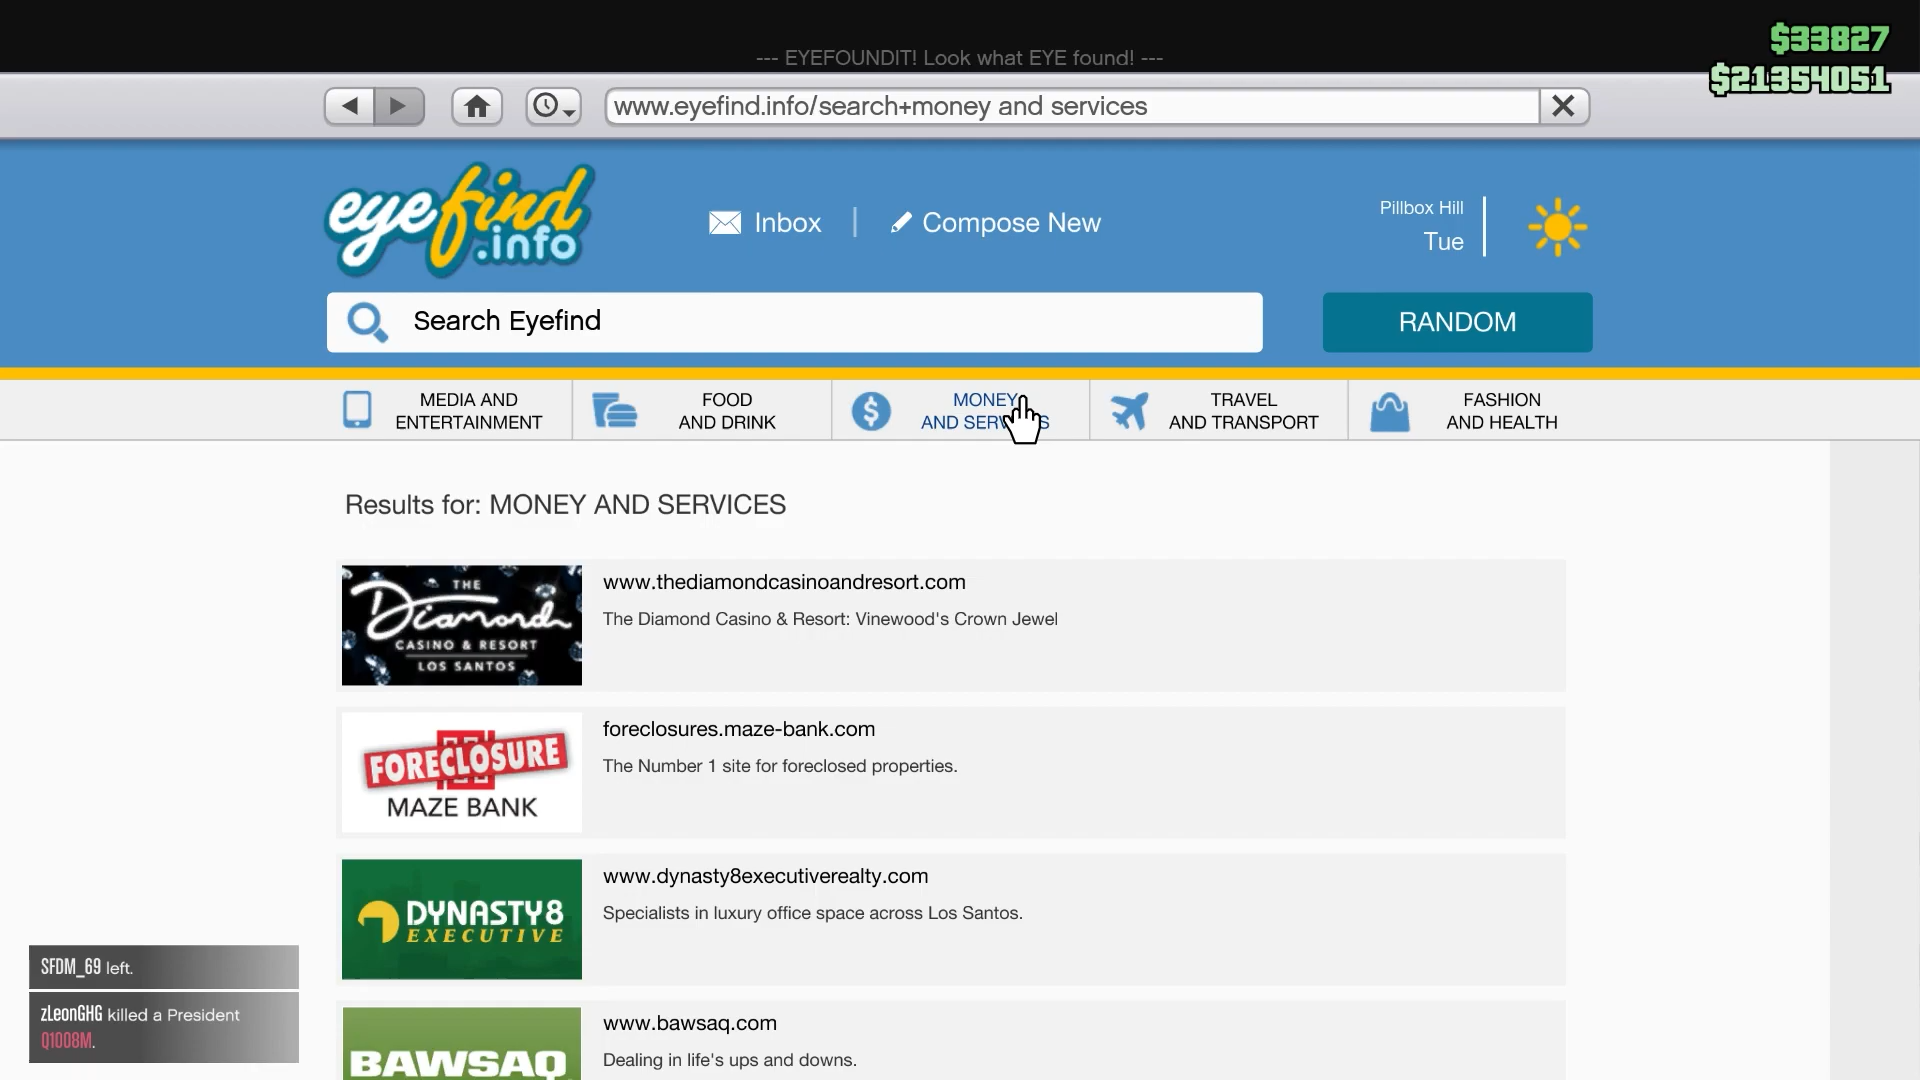 --- EYEFOUNDIT! Look what EYE found! ---
$33827
$21354051
www.eyefind.info/search+money and services
eyefind
.info
Inbox
Compose New
Pillbox Hill
Tue
Search Eyefind
RANDOM
MEDIA AND
ENTERTAINMENT
FOOD
AND DRINK
MONEY
AND SERVICES
TRAVEL
AND TRANSPORT
FASHION
AND HEALTH
Results for: MONEY AND SERVICES
THE
Diamond
CASINO & RESORT
LOS SANTOS
www.thediamondcasinoandresort.com
The Diamond Casino & Resort: Vinewood's Crown Jewel
FORECLOSURE
MAZE BANK
foreclosures.maze-bank.com
The Number 1 site for foreclosed properties.
DYNASTY8
EXECUTIVE
www.dynasty8executiverealty.com
Specialists in luxury office space across Los Santos.
BAWSAQ
www.bawsaq.com
Dealing in life's ups and downs.
SFDM_69 left.
zLeonGHG killed a President
Q1008M.